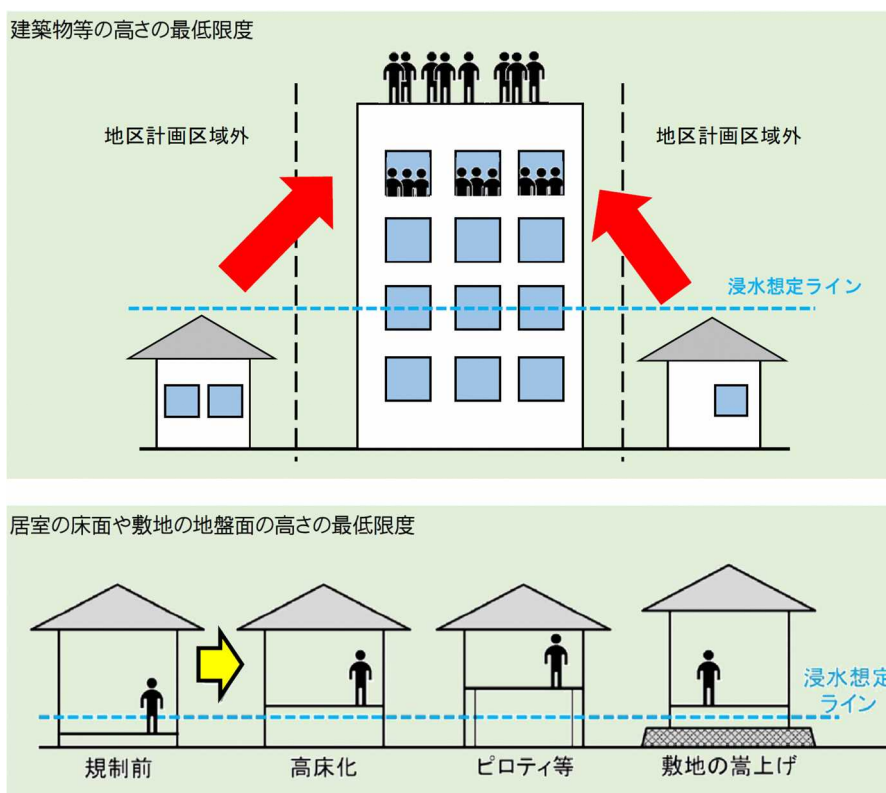 建築物等の高さの最低限度
地区計画区域外
地区計画区域外
浸水想定ライン
居室の床面や敷地の地盤面の高さの最低限度
浸水想定
ライン
規制前
高床化
ピロティ等
敷地の嵩上げ